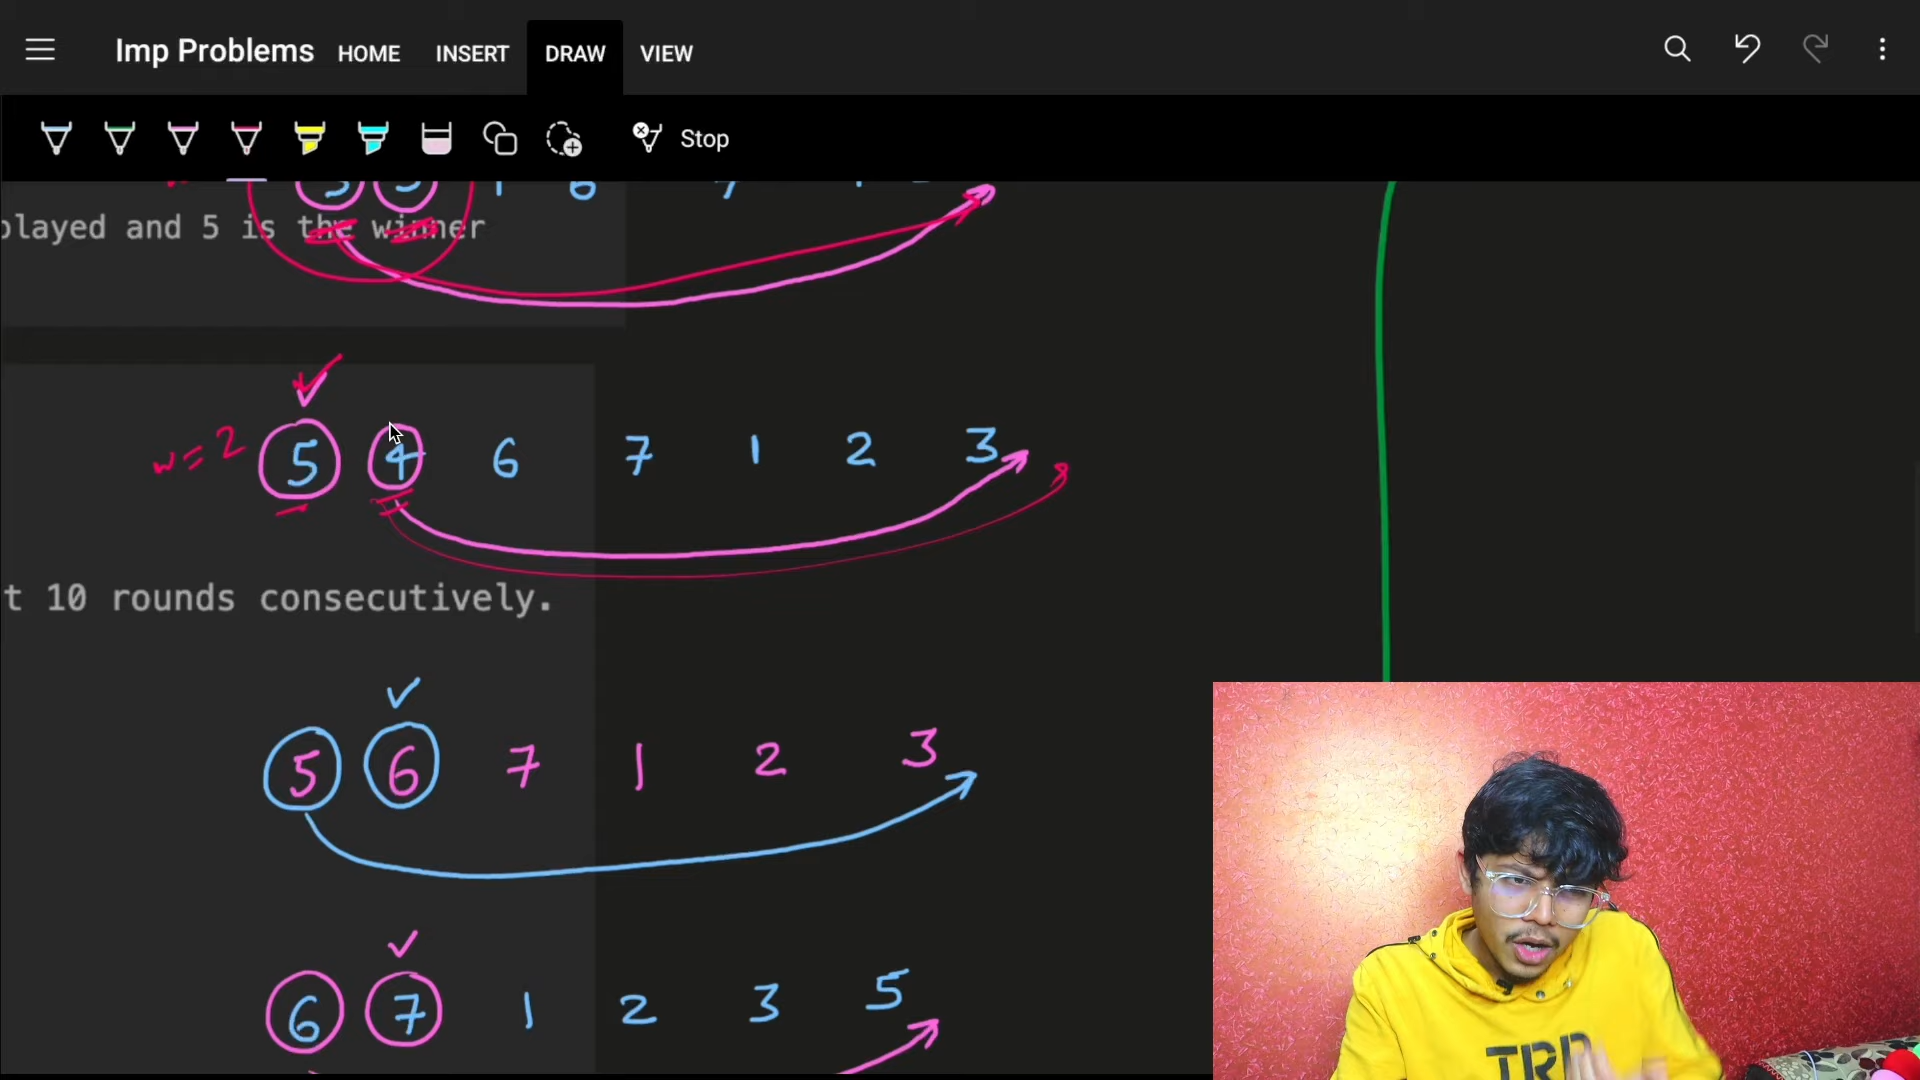 Imp Problems HOME INSERT DRAW VIEW
Stop
6
played and 5 is the winner
w = 2 5 4 6 7 1 2 3
t 10 rounds consecutively.
5 6 7 1 2 3
6 7 1 2 3 5